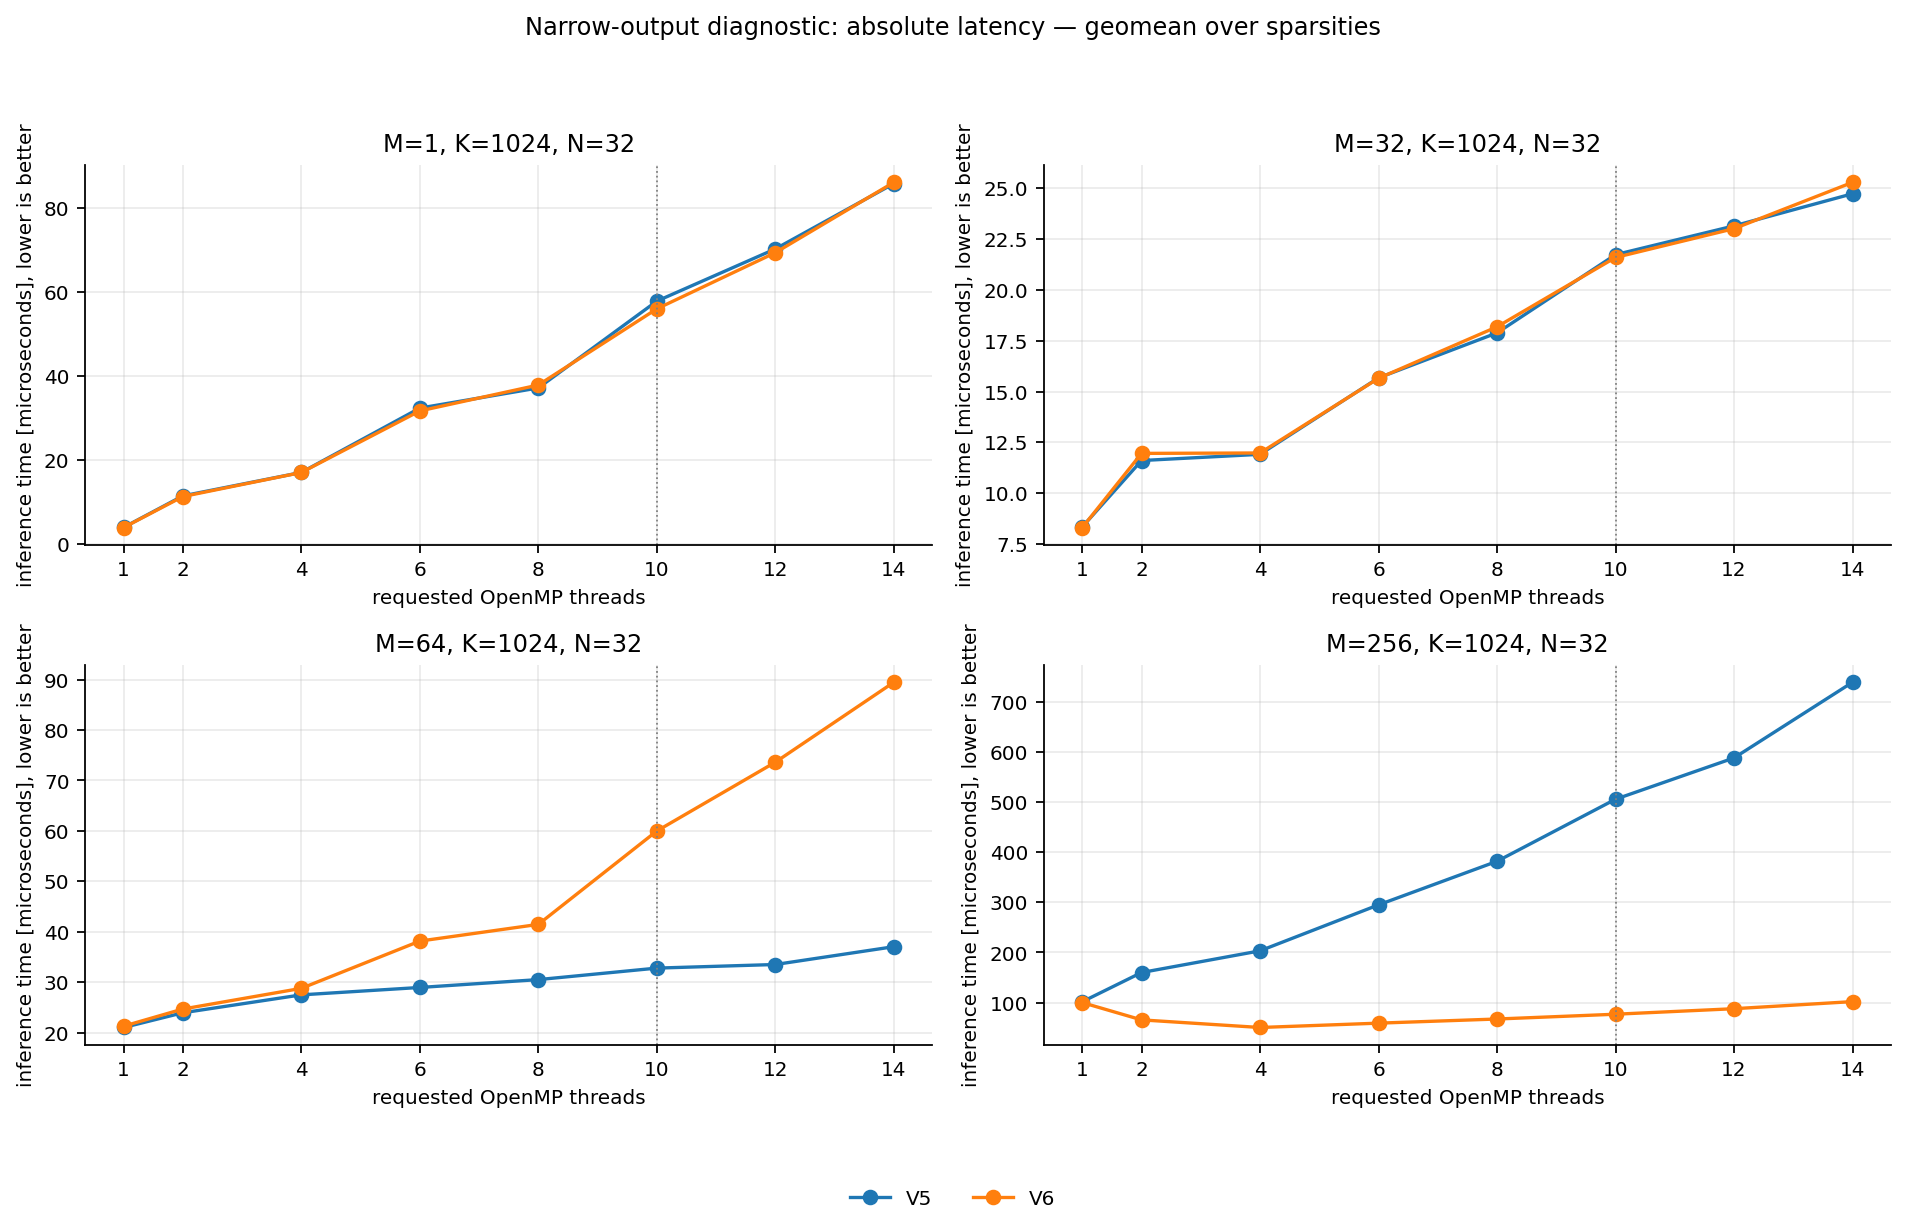 Narrow-output diagnostic: absolute latency — geomean over sparsities
M=1, K=1024, N=32
inference time [microseconds], lower is better
80
60
40
20
0
1 2 4 6 8 10 12 14
requested OpenMP threads
M=32, K=1024, N=32
inference time [microseconds], lower is better
25.0
22.5
20.0
17.5
15.0
12.5
10.0
7.5
1 2 4 6 8 10 12 14
requested OpenMP threads
M=64, K=1024, N=32
inference time [microseconds], lower is better
90
80
70
60
50
40
30
20
1 2 4 6 8 10 12 14
requested OpenMP threads
M=256, K=1024, N=32
inference time [microseconds], lower is better
700
600
500
400
300
200
100
1 2 4 6 8 10 12 14
requested OpenMP threads
V5 V6